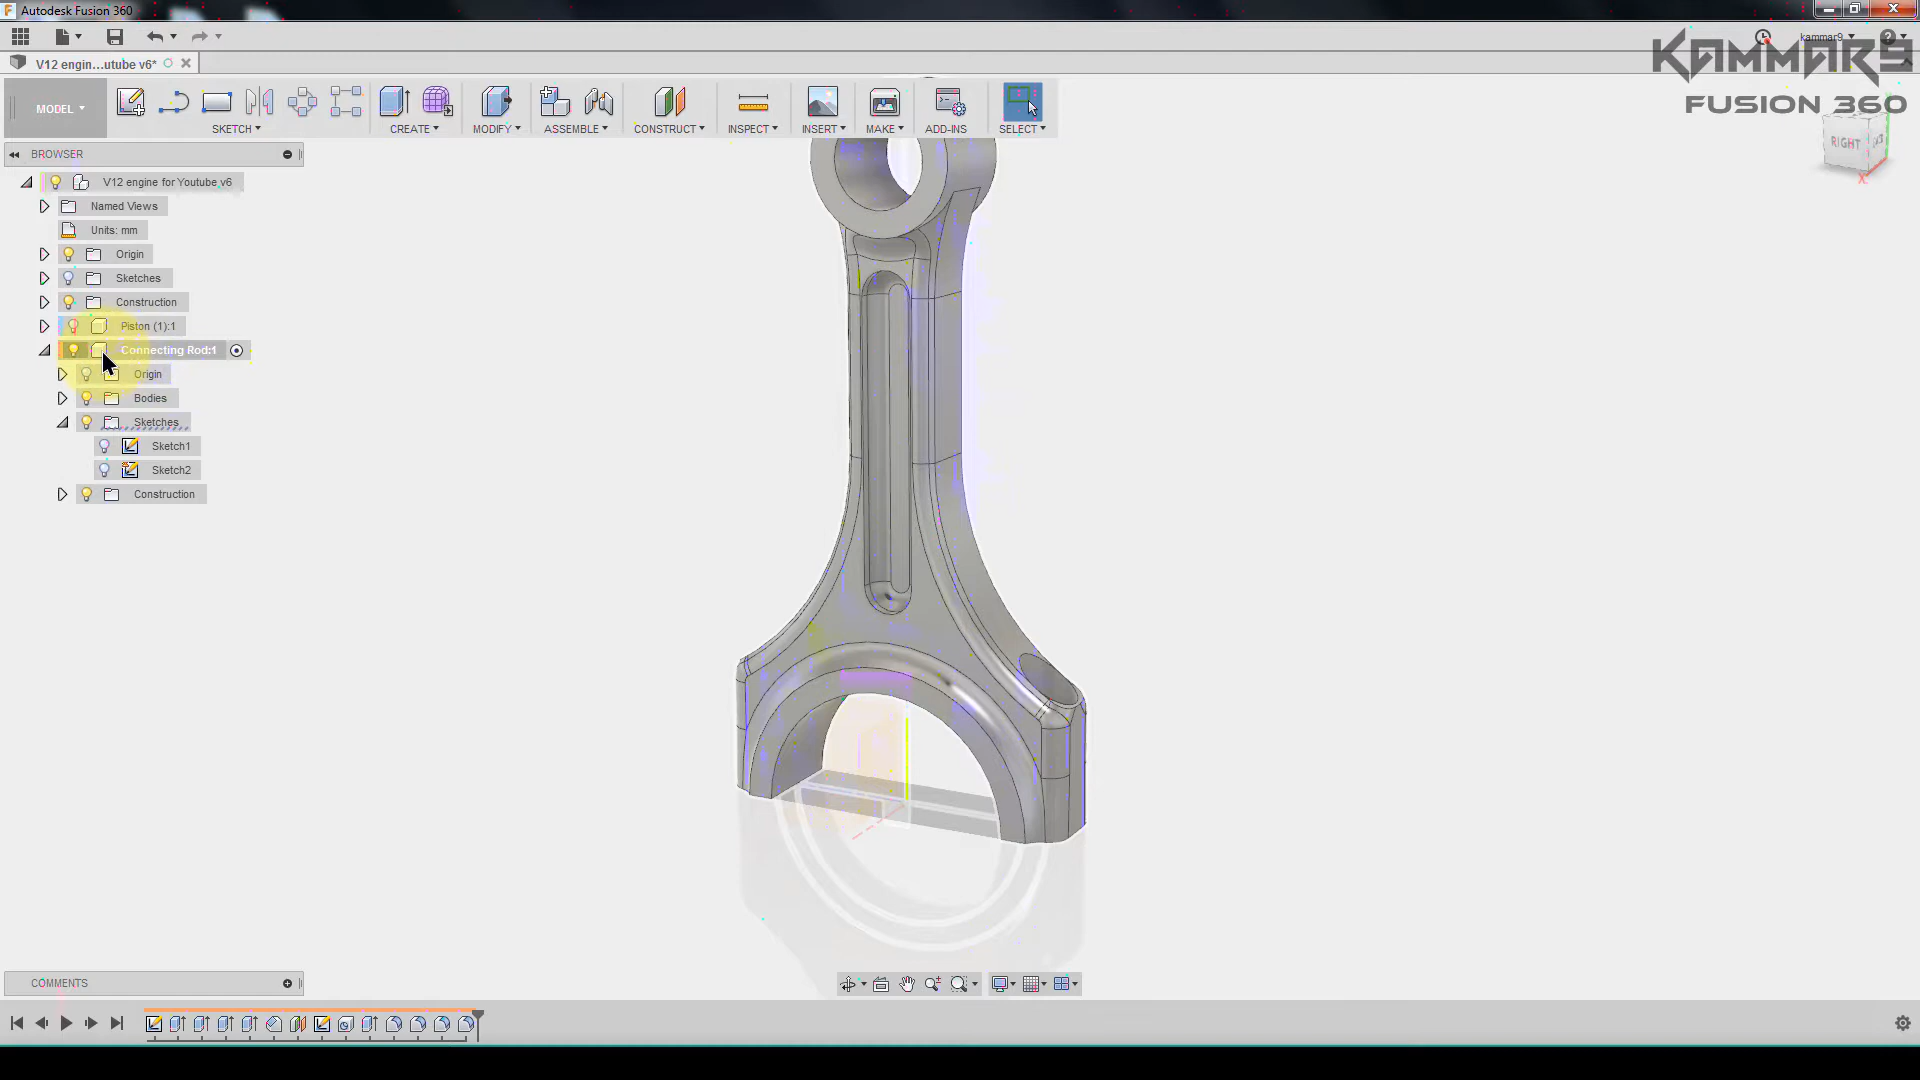 Autodesk Fusion 360
kammar9
KAMMAR9
FUSION 360
V12 engin...utube v6*
MODEL
SKETCH
CREATE
MODIFY
ASSEMBLE
CONSTRUCT
INSPECT
INSERT
MAKE
ADD-INS
SELECT
RIGHT
X
BROWSER
V12 engine for Youtube v6
Named Views
Units: mm
Origin
Sketches
Construction
Piston (1):1
Connecting Rod:1
Origin
Bodies
Sketches
Sketch1
Sketch2
Construction
COMMENTS